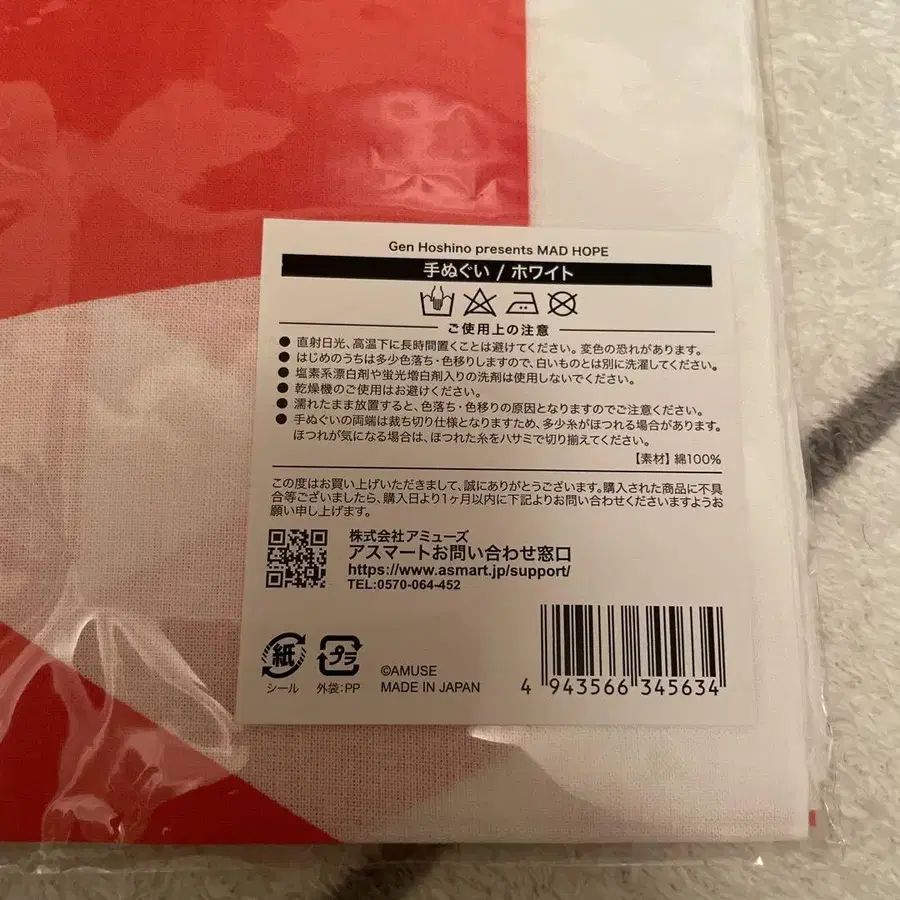 Gen Hoshino presents MAD HOPE
手ぬぐい / ホワイト
ご使用上の注意
● 直射日光、高温下に長時間置くことは避けてください。変色の恐れがあります。
● はじめのうちは多少色落ち・色移りしますので、白いものとは別に洗濯してください。
● 塩素系漂白剤や蛍光増白剤入りの洗剤は使用しないでください。
● 乾燥機のご使用はお避けください。
● 濡れたまま放置すると、色落ち・色移りの原因となりますのでご注意ください。
● 手ぬぐいの両端は裁ち切り仕様となりますため、多少糸がほつれる場合があります。
ほつれが気になる場合は、ほつれた糸をハサミで切り揃えてください。
【素材】綿100%
この度はお買い上げいただきまして、誠にありがとうございます。購入された商品に不具
合等ございましたら、購入日より1ヶ月以内に下記よりお問い合わせくださいますようお
願い申し上げます。
株式会社アミューズ
アスマートお問い合わせ窓口
https://www.asmart.jp/support/
TEL:0570-064-452
紙
シール
プラ
外袋:PP
©AMUSE
MADE IN JAPAN
4 943566 345634